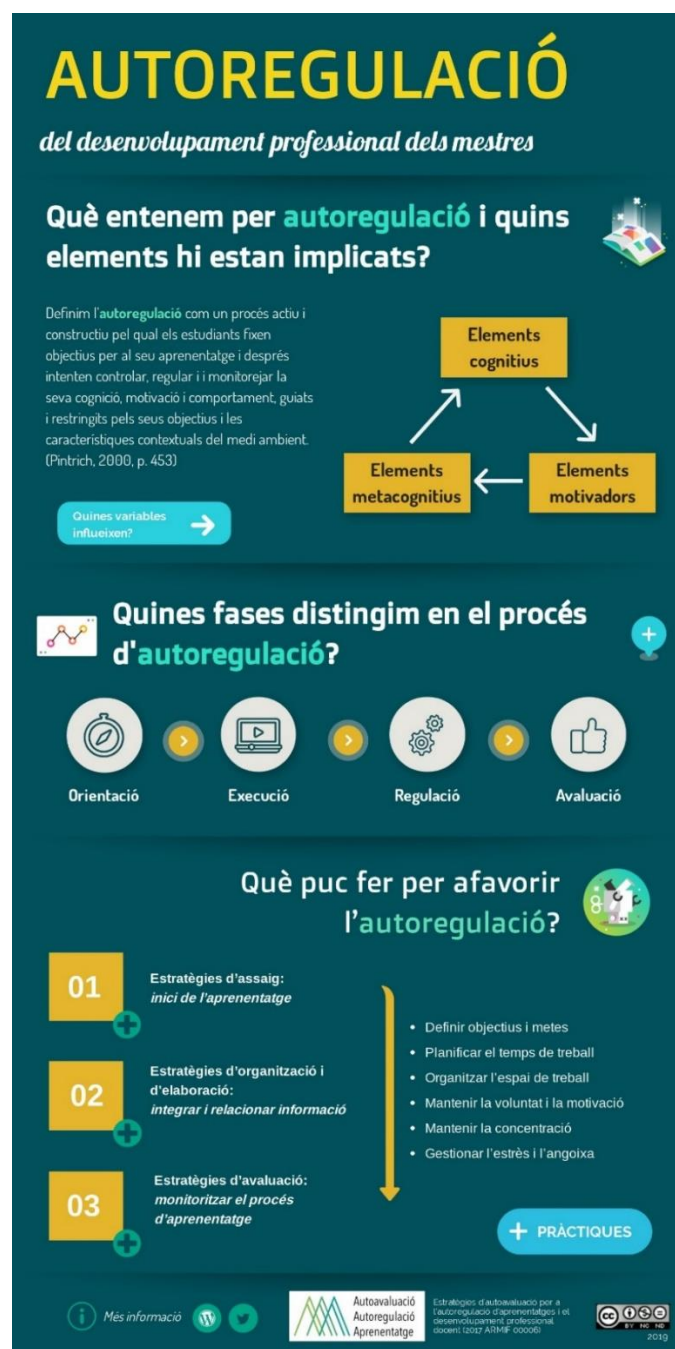 AUTOREGULACIÓ
del desenvolupament professional dels mestres
Què entenem per autoregulació i quins
elements hi estan implicats?
Definim l'autoregulació com un procés actiu i
constructiu pel qual els estudiants fixen
objectius per al seu aprenentatge i després
intenten controlar, regular i i monitorejar la
seva cognició, motivació i comportament, guiats
i restringits pels seus objectius i les
característiques contextuals del medi ambient.
(Pintrich, 2000, p. 453)
Quines variables
influeixen?
Elements
cognitius
Elements
metacognitius
Elements
motivadors
Quines fases distingim en el procés
d'autoregulació?
Orientació
Execució
Regulació
Avaluació
Què puc fer per afavorir
l'autoregulació?
01
Estratègies d'assaig:
inici de l'aprenentatge
02
Estratègies d'organització i
d'elaboració:
integrar i relacionar informació
03
Estratègies d'avaluació:
monitoritzar el procés
d'aprenentatge
• Definir objectius i metes
• Planificar el temps de treball
• Organitzar l'espai de treball
• Mantenir la voluntat i la motivació
• Mantenir la concentració
• Gestionar l'estrès i l'angoixa
+ PRÀCTIQUES
i Més informació
Autoavaluació
Autoregulació
Aprenentatge
Estratègies d'autoavaluació per a
l'autoregulació d'aprenentatges i el
desenvolupament professional
docent (2017 ARMIF 00006)
cc
BY NC ND
2019